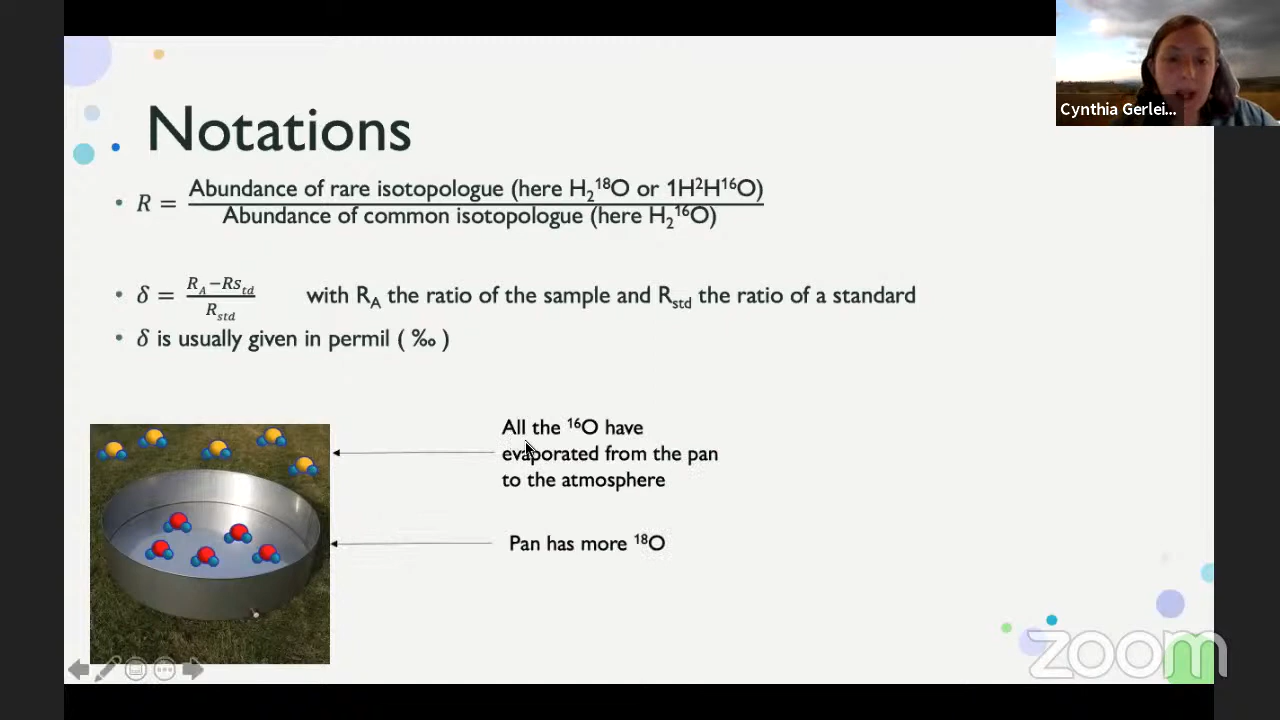 Cynthia Gerlei...
Notations
• R = Abundance of rare isotopologue (here H₂¹⁸O or 1H²H¹⁶O)
Abundance of common isotopologue (here H₂¹⁶O)
• δ = (R_A−Rs_td)/R_std with R_A the ratio of the sample and R_std the ratio of a standard
• δ is usually given in permil ( ‰ )
All the ¹⁶O have
evaporated from the pan
to the atmosphere
Pan has more ¹⁸O
zoom